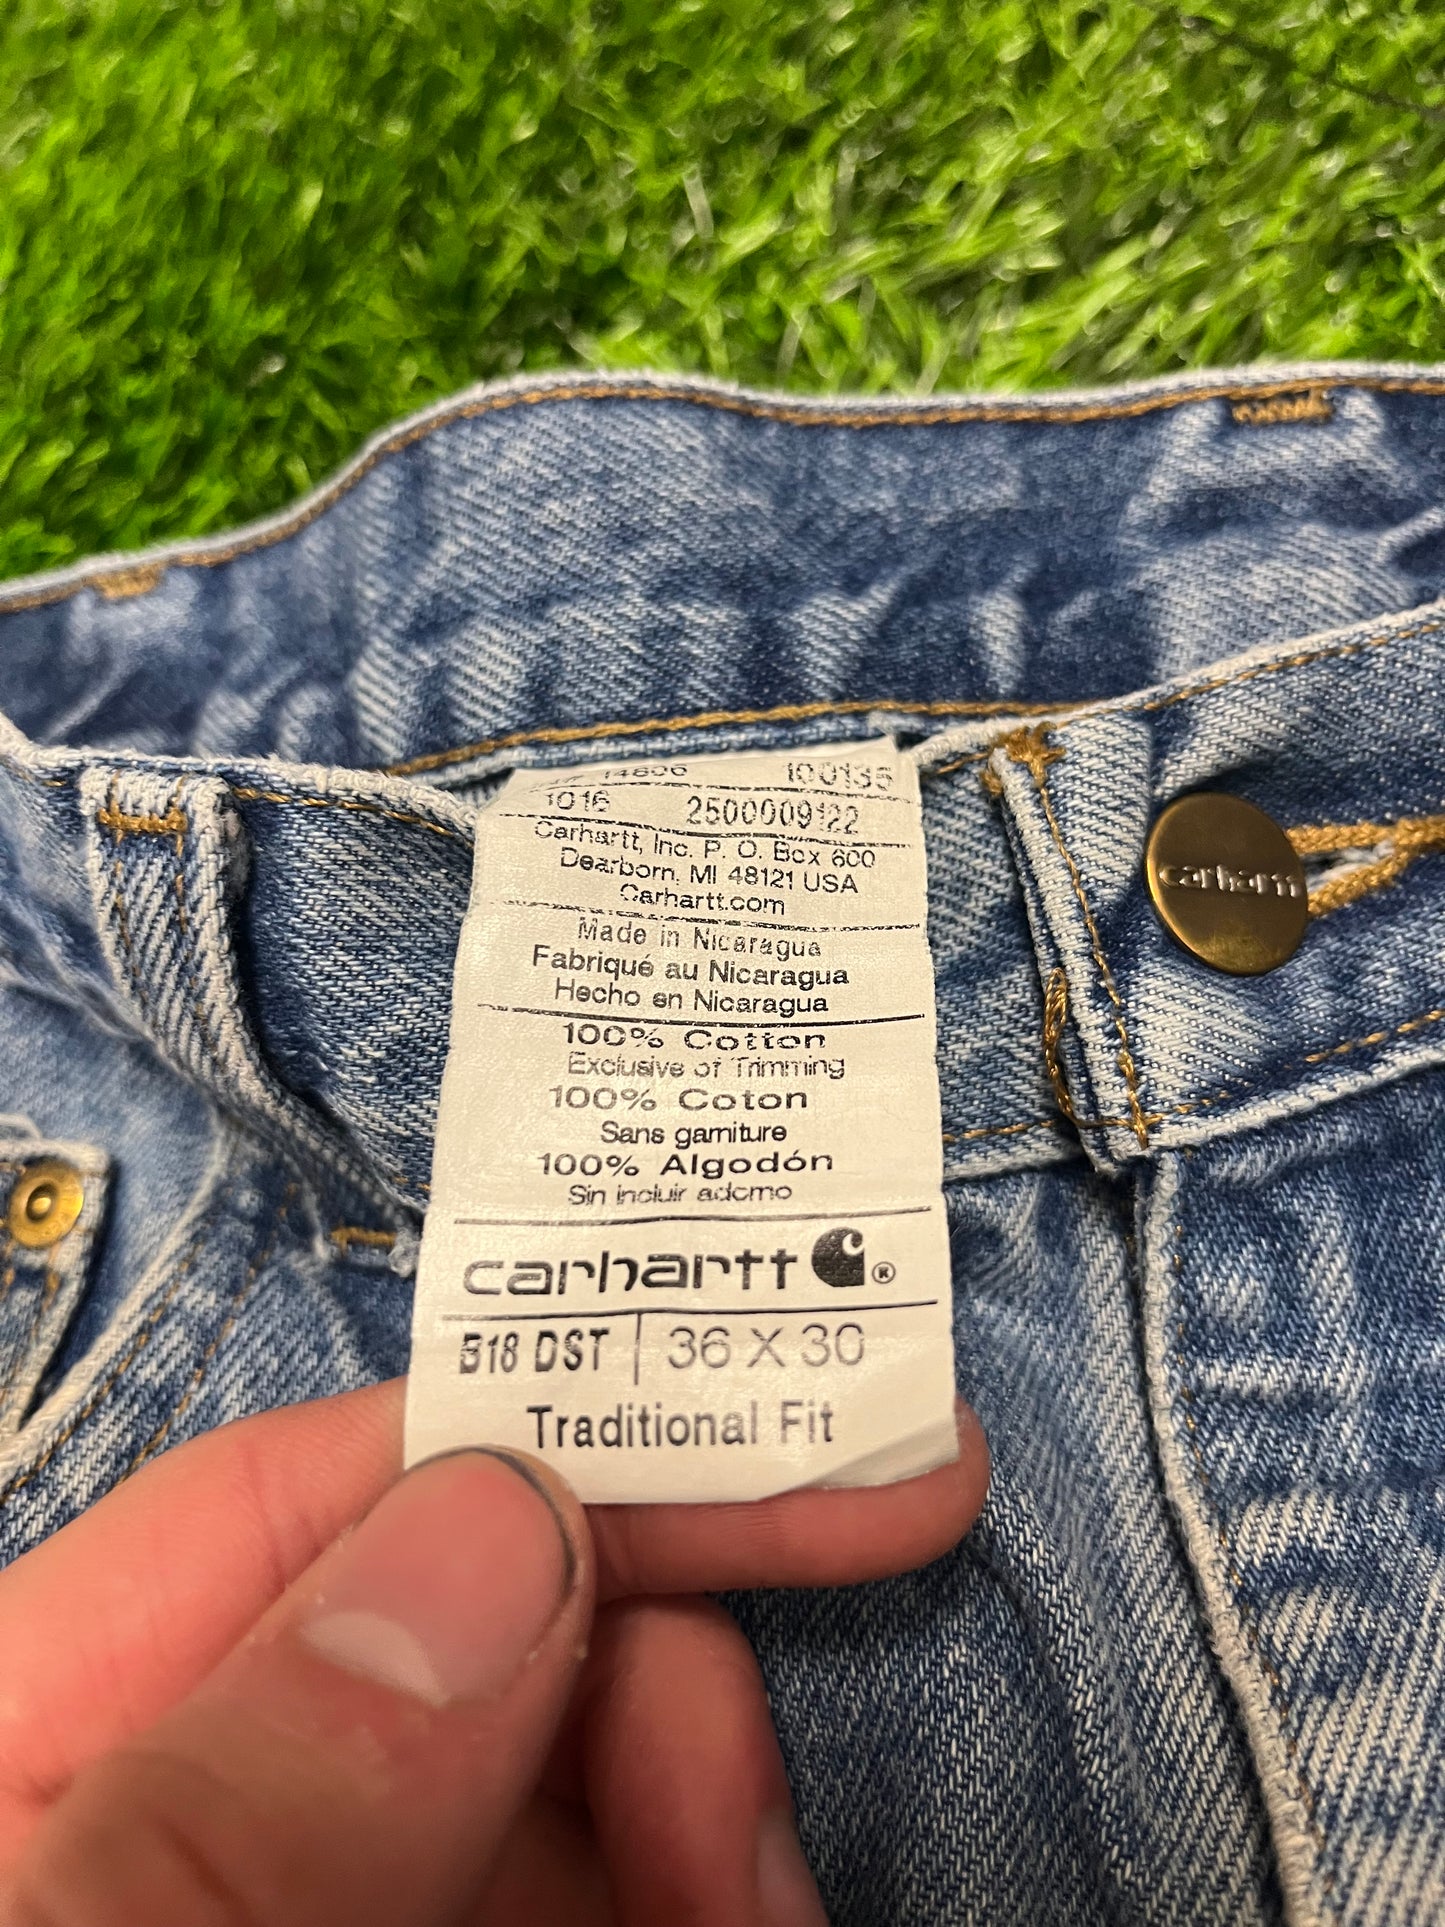 14806 100135
1016 2500009122
Carhartt, Inc. P. O. Box 600
Dearborn, MI 48121 USA
Carhartt.com
Made in Nicaragua
Fabriqué au Nicaragua
Hecho en Nicaragua
100% Cotton
Exclusive of Trimming
100% Coton
Sans garniture
100% Algodón
Sin incluir adorno
carhartt ®
B18 DST | 36 X 30
Traditional Fit
carhartt